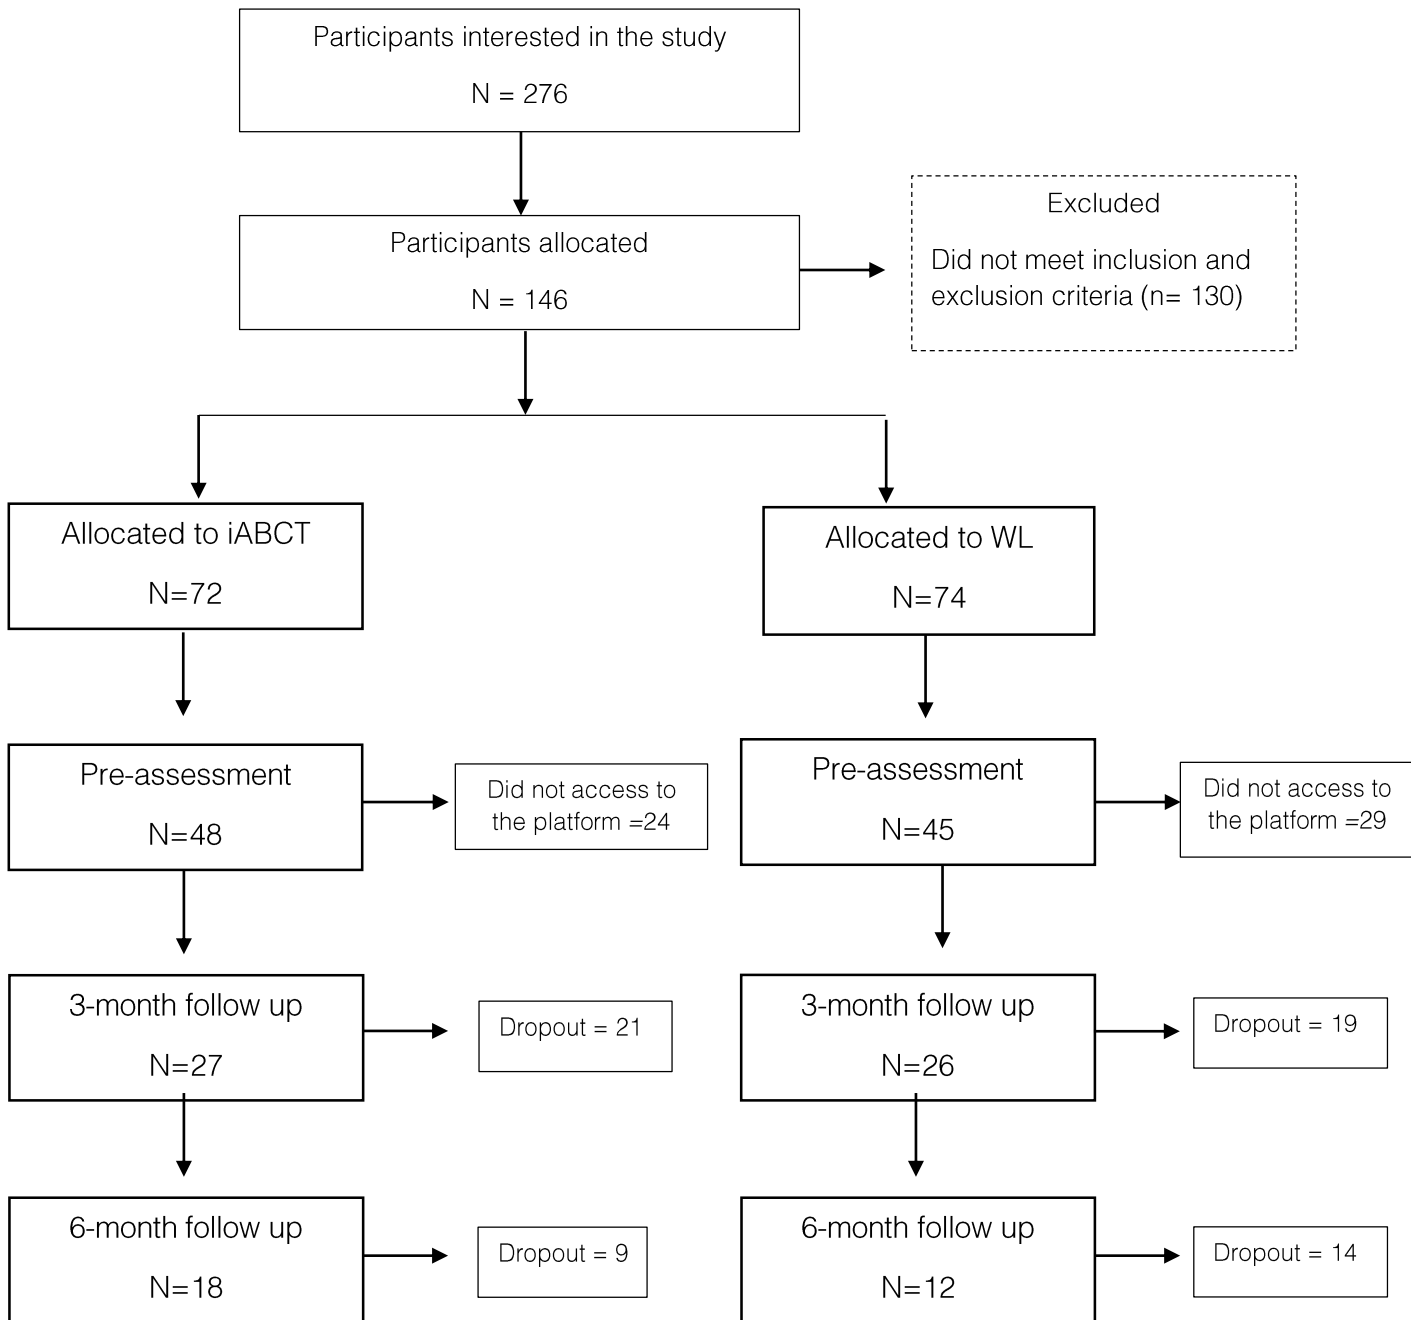 Participants interested in the study
N = 276
Participants allocated
N = 146
Excluded
Did not meet inclusion and
exclusion criteria (n= 130)
Allocated to iABCT
N=72
Allocated to WL
N=74
Pre-assessment
N=48
Did not access to
the platform =24
Pre-assessment
N=45
Did not access to
the platform =29
3-month follow up
N=27
Dropout = 21
3-month follow up
N=26
Dropout = 19
6-month follow up
N=18
Dropout = 9
6-month follow up
N=12
Dropout = 14